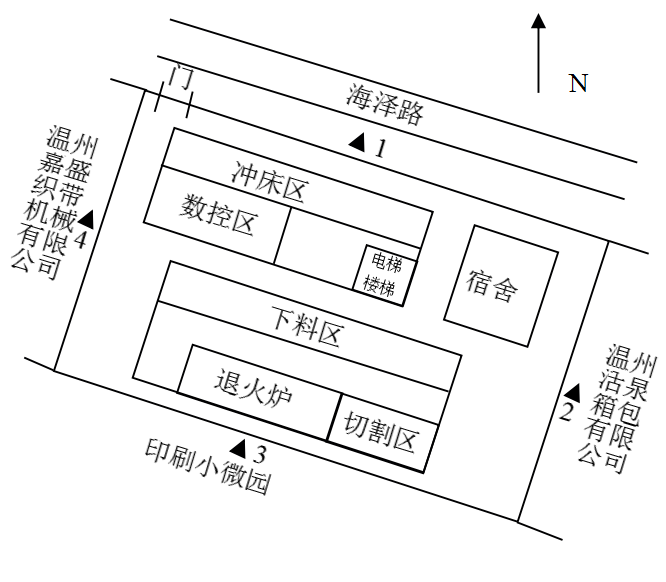 N
门
海泽路
1
冲床区
数控区
电梯
楼梯
宿舍
温州
嘉盛
织带
机械
有限
公司
4
下料区
退火炉
切割区
温州
沽泉
箱包
有限
公司
2
3
印刷小微园